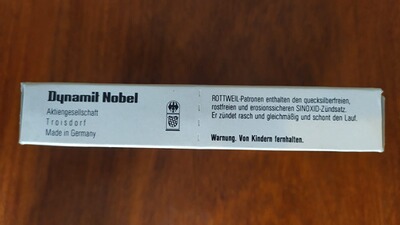 Dynamit Nobel
Aktiengesellschaft
Troisdorf
Made in Germany
ROTTWEIL-Patronen enthalten den quecksilberfreien,
rostfreien und erosionssicheren SINOXID-Zündsatz.
Er zündet rasch und gleichmäßig und schont den Lauf.
Warnung. Von Kindern fernhalten.